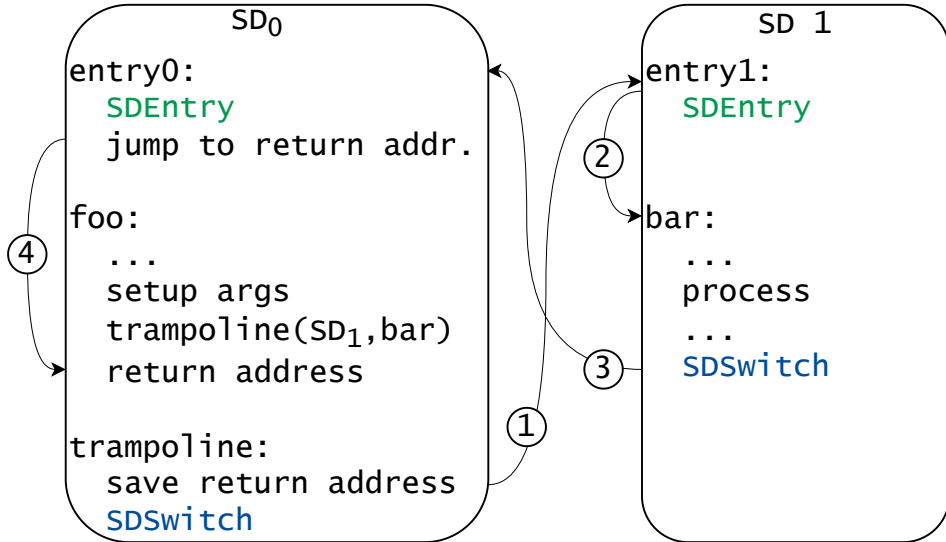 SD₀
entry0:
SDEntry
jump to return addr.
foo:
...
setup args
trampoline(SD₁,bar)
return address
trampoline:
save return address
SDSwitch
4
1
2
3
SD 1
entry1:
SDEntry
bar:
...
process
...
SDSwitch